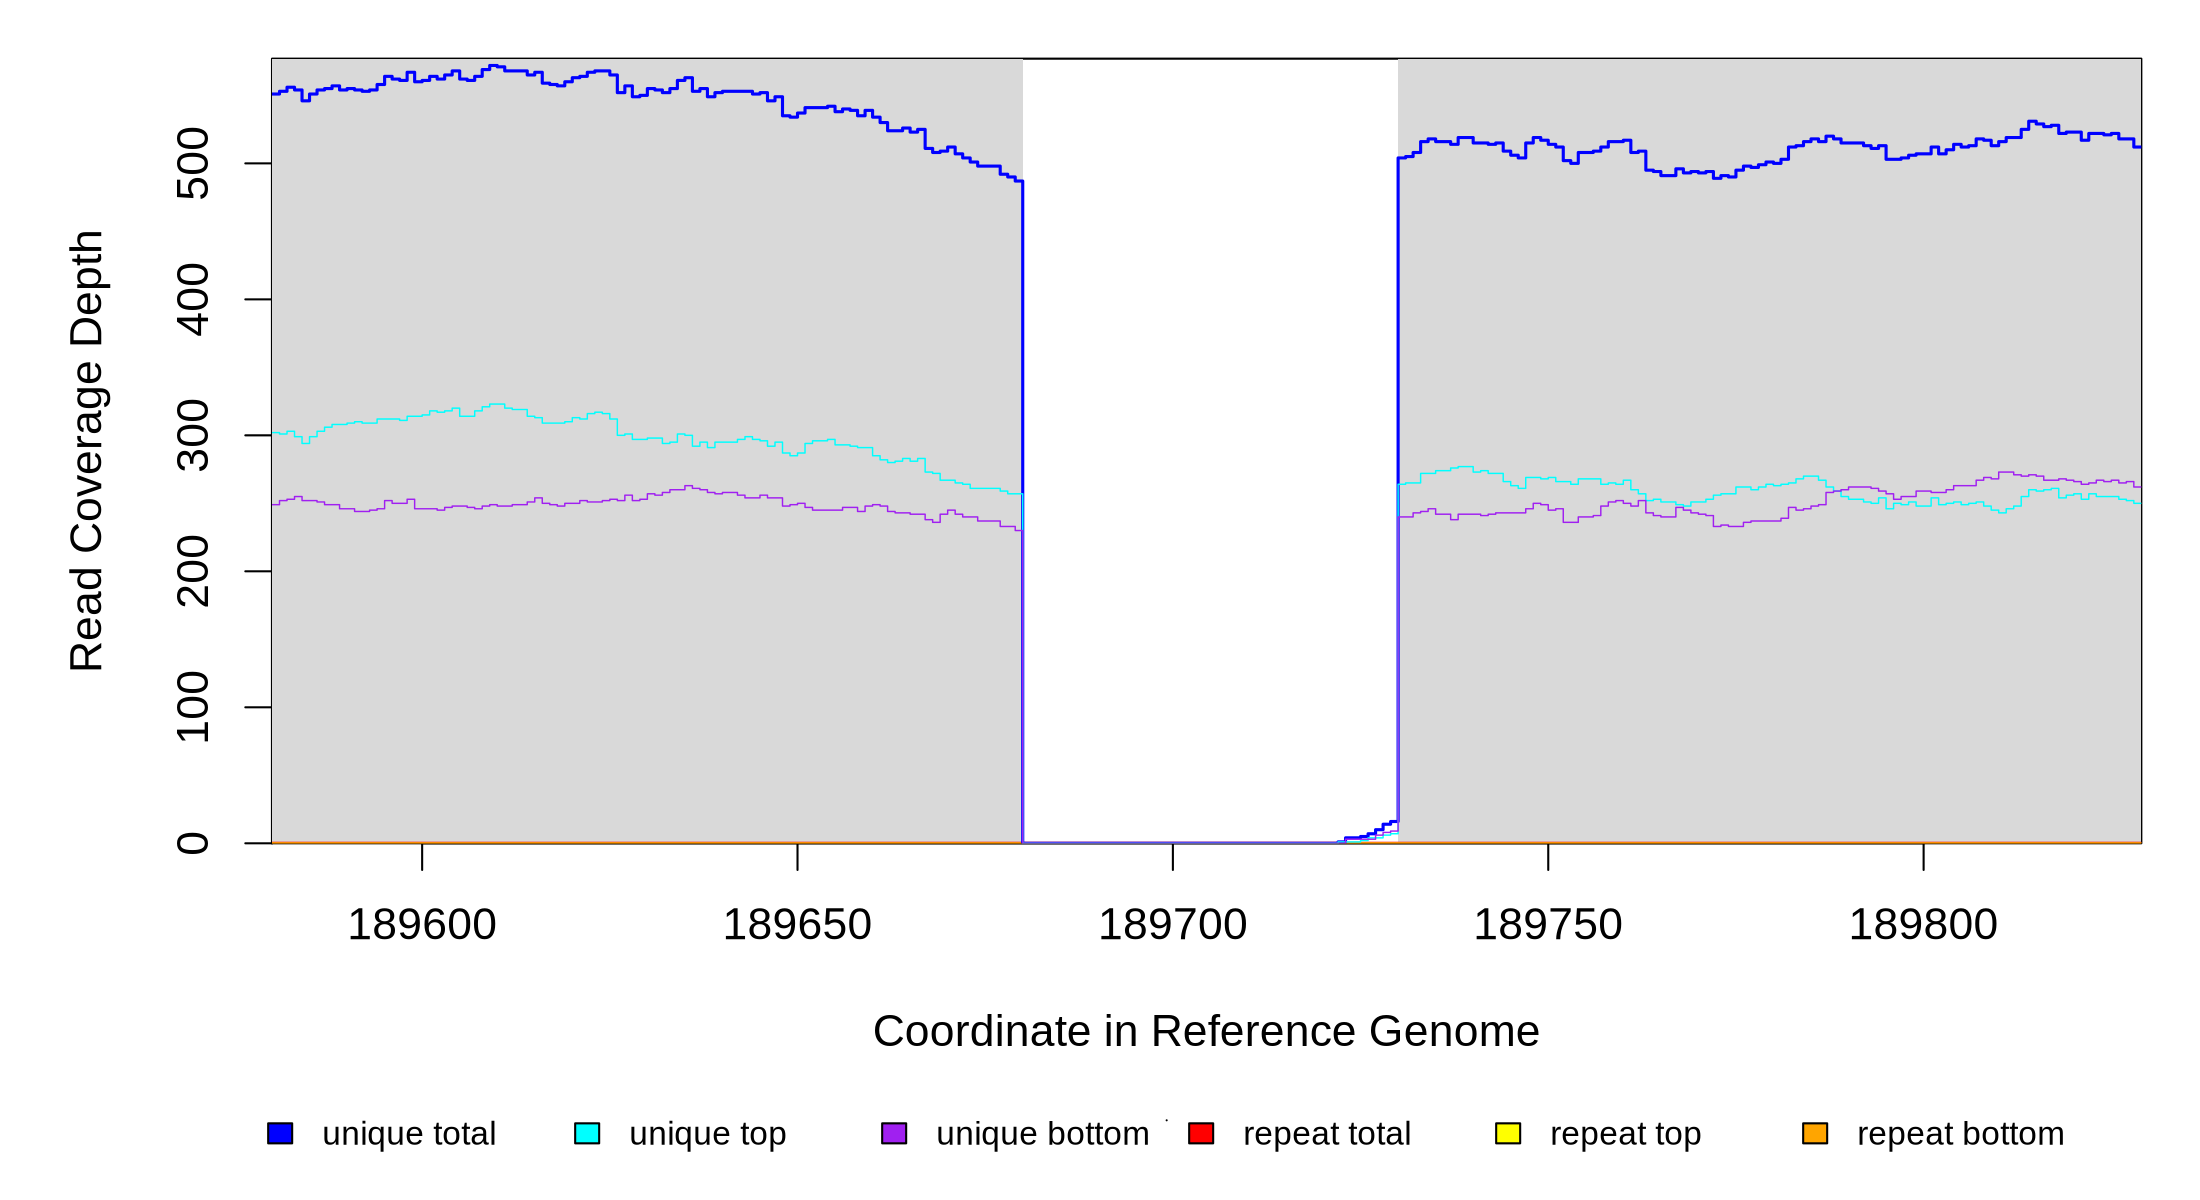 Read Coverage Depth
500
400
300
200
100
0
189600 189650 189700 189750 189800
Coordinate in Reference Genome
unique total unique top unique bottom repeat total repeat top repeat bottom